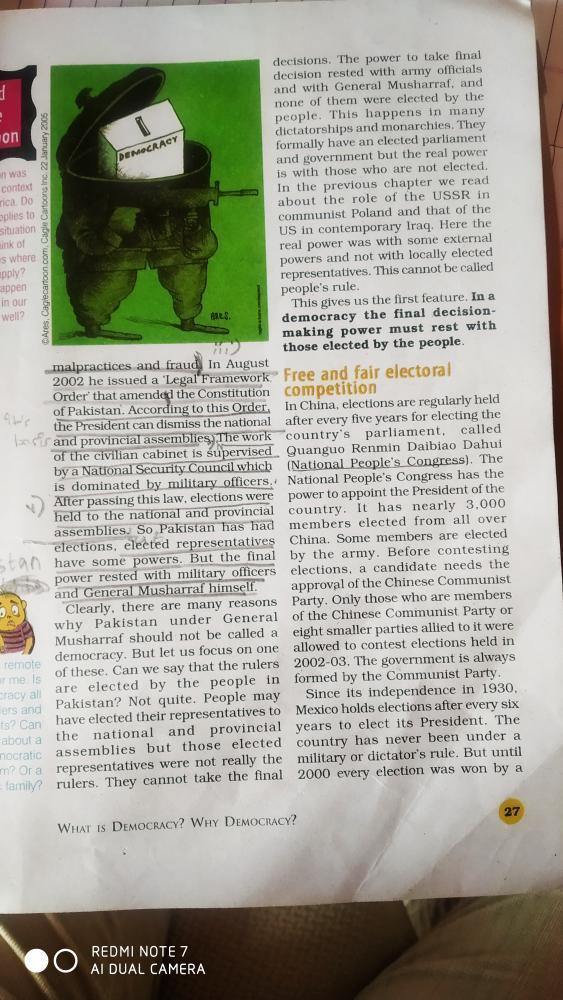 d
e
oon
n was
context
rica. Do
pplies to
situation
ink of
s where
pply?
appen
in our
well?
©Ares, Caglecartoon.com, Cagle Cartoons Inc. 22 January 2005
DEMOCRACY
ARES.
iii)
malpractices and fraud. In August
2002 he issued a 'Legal Framework
Order' that amended the Constitution
of Pakistan. According to this Order,
the President can dismiss the national
and provincial assemblies. The work
of the civilian cabinet is supervised
by a National Security Council which
is dominated by military officers.
After passing this law, elections were
held to the national and provincial
assemblies. So Pakistan has had
elections, elected representatives
have some powers. But the final
power rested with military officers
and General Musharraf himself.
Clearly, there are many reasons
why Pakistan under General
Musharraf should not be called a
democracy. But let us focus on one
of these. Can we say that the rulers
are elected by the people in
Pakistan? Not quite. People may
have elected their representatives to
the national and provincial
assemblies but those elected
representatives were not really the
rulers. They cannot take the final
v)
stan
remote
r me. Is
cracy all
ers and
ts? Can
about a
nocratic
m? Or a
family?
decisions. The power to take final
decision rested with army officials
and with General Musharraf, and
none of them were elected by the
people. This happens in many
dictatorships and monarchies. They
formally have an elected parliament
and government but the real power
is with those who are not elected.
In the previous chapter we read
about the role of the USSR in
communist Poland and that of the
US in contemporary Iraq. Here the
real power was with some external
powers and not with locally elected
representatives. This cannot be called
people's rule.
This gives us the first feature. In a
democracy the final decision-
making power must rest with
those elected by the people.
Free and fair electoral
competition
In China, elections are regularly held
after every five years for electing the
country's parliament, called
Quanguo Renmin Daibiao Dahui
(National People's Congress). The
National People's Congress has the
power to appoint the President of the
country. It has nearly 3,000
members elected from all over
China. Some members are elected
by the army. Before contesting
elections, a candidate needs the
approval of the Chinese Communist
Party. Only those who are members
of the Chinese Communist Party or
eight smaller parties allied to it were
allowed to contest elections held in
2002-03. The government is always
formed by the Communist Party.
Since its independence in 1930,
Mexico holds elections after every six
years to elect its President. The
country has never been under a
military or dictator's rule. But until
2000 every election was won by a
WHAT IS DEMOCRACY? WHY DEMOCRACY?
27
REDMI NOTE 7
AI DUAL CAMERA